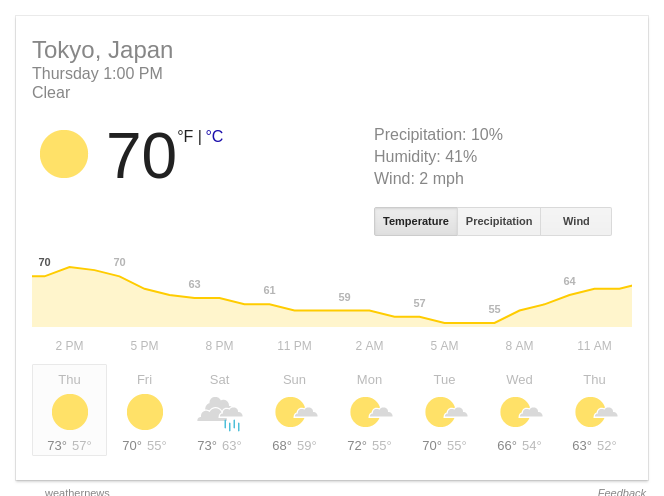 Tokyo, Japan
Thursday 1:00 PM
Clear
70 °F | °C
Precipitation: 10%
Humidity: 41%
Wind: 2 mph
Temperature Precipitation Wind
70 70 63 61 59 57 55 64
2 PM 5 PM 8 PM 11 PM 2 AM 5 AM 8 AM 11 AM
Thu Fri Sat Sun Mon Tue Wed Thu
73° 57° 70° 55° 73° 63° 68° 59° 72° 55° 70° 55° 66° 54° 63° 52°
weathernews Feedback